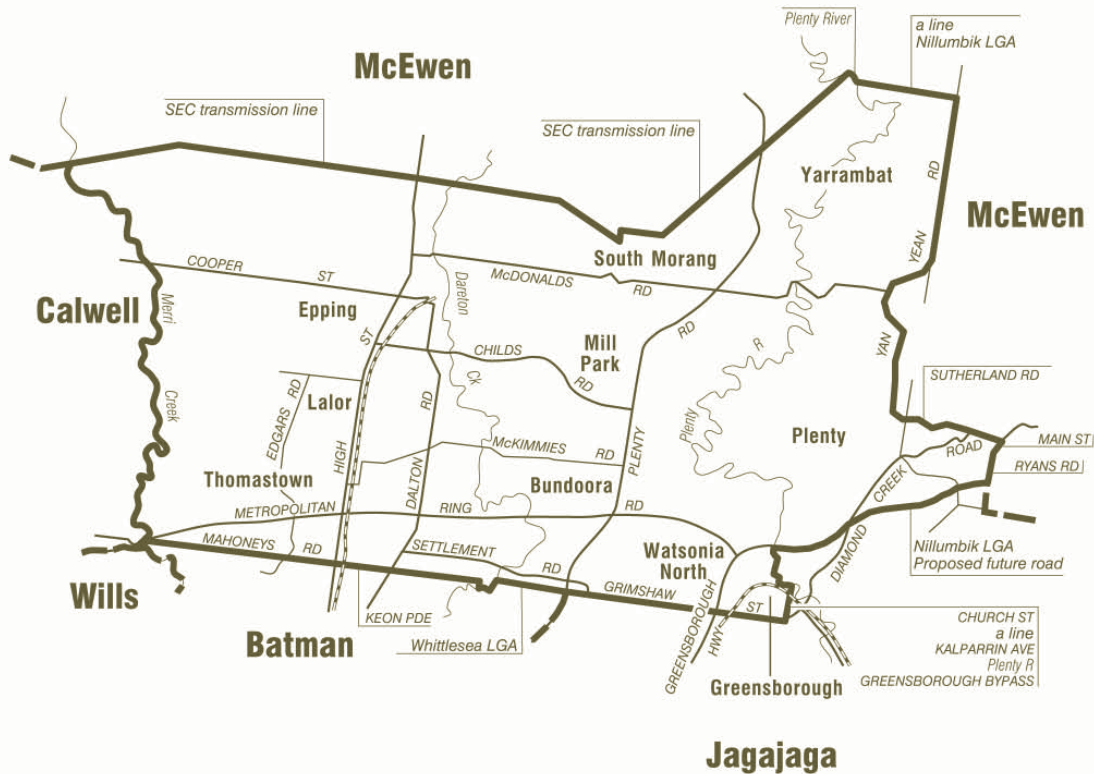 Plenty River
a line
Nillumbik LGA
McEwen
SEC transmission line
SEC transmission line
Yarrambat
RD
McEwen
YEAN
South Morang
COOPER
ST
McDONALDS
RD
Dareton
Calwell
Merri
Epping
ST
Mill
Park
RD
R
YAN
CHILDS
RD
Ck
SUTHERLAND RD
RD
Lalor
RD
Creek
EDGARS
Plenty
Plenty
MAIN ST
ROAD
McKIMMIES
RD
PLENTY
RYANS RD
HIGH
Thomastown
DALTON
Bundoora
CREEK
METROPOLITAN
RING
RD
MAHONEYS
RD
SETTLEMENT
RD
Watsonia
North
DIAMOND
Nillumbik LGA
Proposed future road
Wills
GRIMSHAW
ST
KEON PDE
Batman
Whittlesea LGA
GREENSBOROUGH
HWY
CHURCH ST
a line
KALPARRIN AVE
Plenty R
GREENSBOROUGH BYPASS
Greensborough
Jagajaga